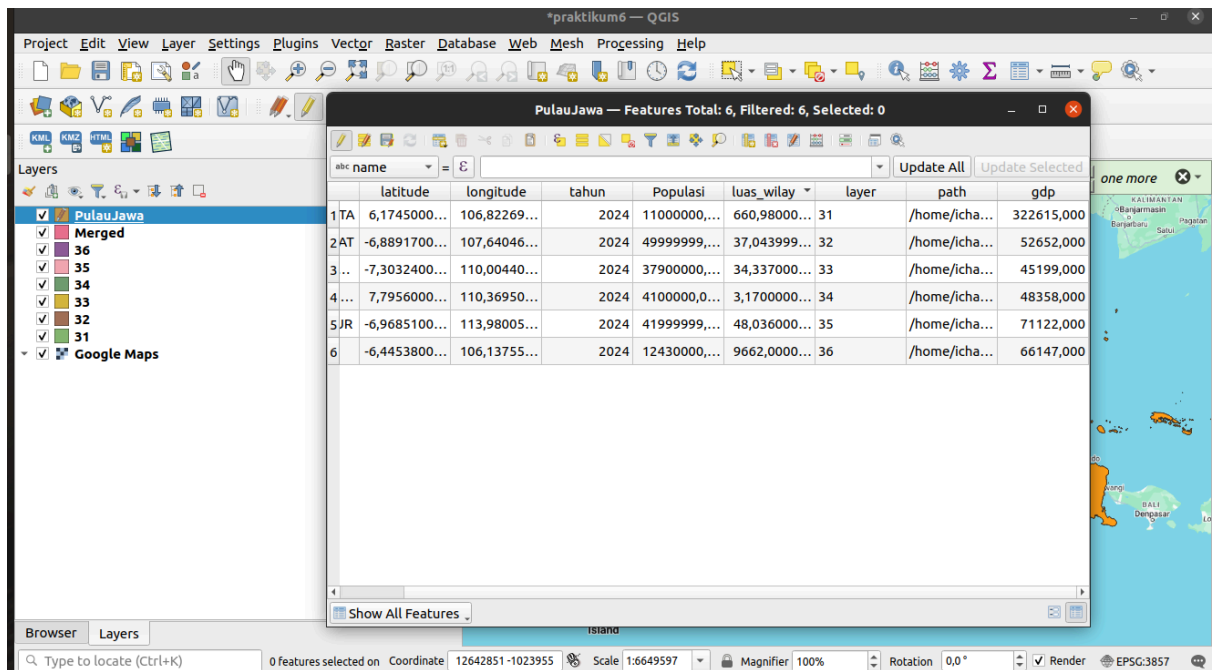 *praktikum6 — QGIS
Project Edit View Layer Settings Plugins Vector Raster Database Web Mesh Processing Help
KML KMZ HTML
PulauJawa — Features Total: 6, Filtered: 6, Selected: 0
abc name = ε Update All Update Selected
latitude longitude tahun Populasi luas_wilay layer path gdp
1 TA 6,1745000... 106,82269... 2024 11000000,... 660,98000... 31 /home/icha... 322615,000
2 AT -6,8891700... 107,64046... 2024 49999999,... 37,043999... 32 /home/icha... 52652,000
3 .. -7,3032400... 110,00440... 2024 37900000,... 34,337000... 33 /home/icha... 45199,000
4 ... 7,7956000... 110,36950... 2024 4100000,0... 3,1700000... 34 /home/icha... 48358,000
5 UR -6,9685100... 113,98005... 2024 41999999,... 48,036000... 35 /home/icha... 71122,000
6 -6,4453800... 106,13755... 2024 12430000,... 9662,0000... 36 /home/icha... 66147,000
Show All Features
Layers
PulauJawa
Merged
36
35
34
33
32
31
Google Maps
one more
KALIMANTAN
Banjarmasin
Banjarbaru
Pagatan
Satui
wangi
BALI
Denpasar
Lo
Island
Browser Layers
Type to locate (Ctrl+K) 0 features selected on Coordinate 12642851 -1023955 Scale 1:6649597 Magnifier 100% Rotation 0,0 ° Render EPSG:3857